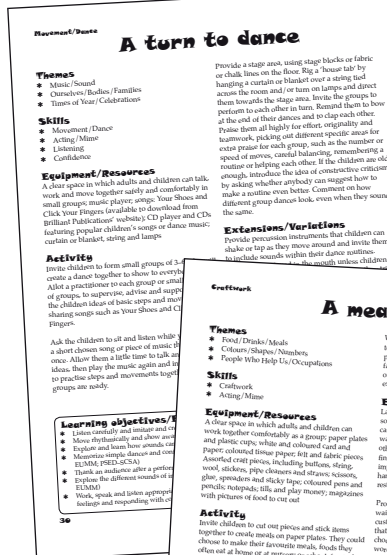 Movement/Dance
A turn to dance
Themes
* Music/Sound
* Ourselves/Bodies/Families
* Times of Year/Celebrations
Skills
* Movement/Dance
* Acting/Mime
* Listening
* Confidence
Equipment/Resources
A clear space in which adults and children can talk,
work and move together safely and comfortably in
small groups; music player; songs: Your Shoes and
Click Your Fingers (available to download from
Brilliant Publications' website); CD player and CDs
featuring popular children's songs or dance music;
curtain or blanket, string and lamps
Activity
Invite children to form small groups of 3-4
create a dance together to show to everyb
Allot a practitioner to each group or small
of groups, to supervise, advise and suppo
the children ideas of basic steps and mov
sharing songs such as Your Shoes and Cl
Fingers.
Ask the children to sit and listen while y
a short chosen song or piece of music th
once. Allow them a little time to talk an
ideas, then play the music again and in
to practise steps and movements toget
groups are ready.
Learning objectives/
* Listen carefully and imitate and cr
* Move rhythmically and show awa
* Explore and learn how sounds ca
* Memorize simple dances and con
EUMM; PSED-SCSA)
* Thank an audience after a perfor
* Explore the different sounds of in
EUMM)
* Work, speak and listen appropri
feelings and responding with co
30
Provide a stage area, using stage blocks or fabric
or chalk lines on the floor. Rig a 'house tab' by
hanging a curtain or blanket over a string tied
across the room and/or turn on lamps and direct
them towards the stage area. Invite the groups to
perform to each other in turn. Remind them to bow
at the end of their dances and to clap each other.
Praise them all highly for effort, originality and
teamwork, picking out different specific areas for
extra praise for each group, such as the number or
speed of moves, careful balancing, remembering a
routine or helping each other. If the children are old
enough, introduce the idea of constructive criticism
by asking whether anybody can suggest how to
make a routine even better. Comment on how
different group dances look, even when they soun
the same.
Extensions/Variations
Provide percussion instruments that children can
shake or tap as they move around and invite them
to include sounds within their dance routines.
the mouth unless children
Craftwork
A mea
Themes
* Food/Drinks/Meals
* Colours/Shapes/Numbers
* People Who Help Us/Occupations
Skills
* Craftwork
* Acting/Mime
Equipment/Resources
A clear space in which adults and children can
work together comfortably as a group; paper plates
and plastic cups; white and coloured card and
paper; coloured tissue paper; felt and fabric pieces
Assorted craft pieces, including buttons, string,
wool, stickers, pipe cleaners and straws; scissors,
glue, spreaders and sticky tape; coloured pens and
pencils; notepads; tills and play money; magazines
with pictures of food to cut out
Activity
Invite children to cut out pieces and stick items
together to create meals on paper plates. They could
choose to make their favourite meals, foods they